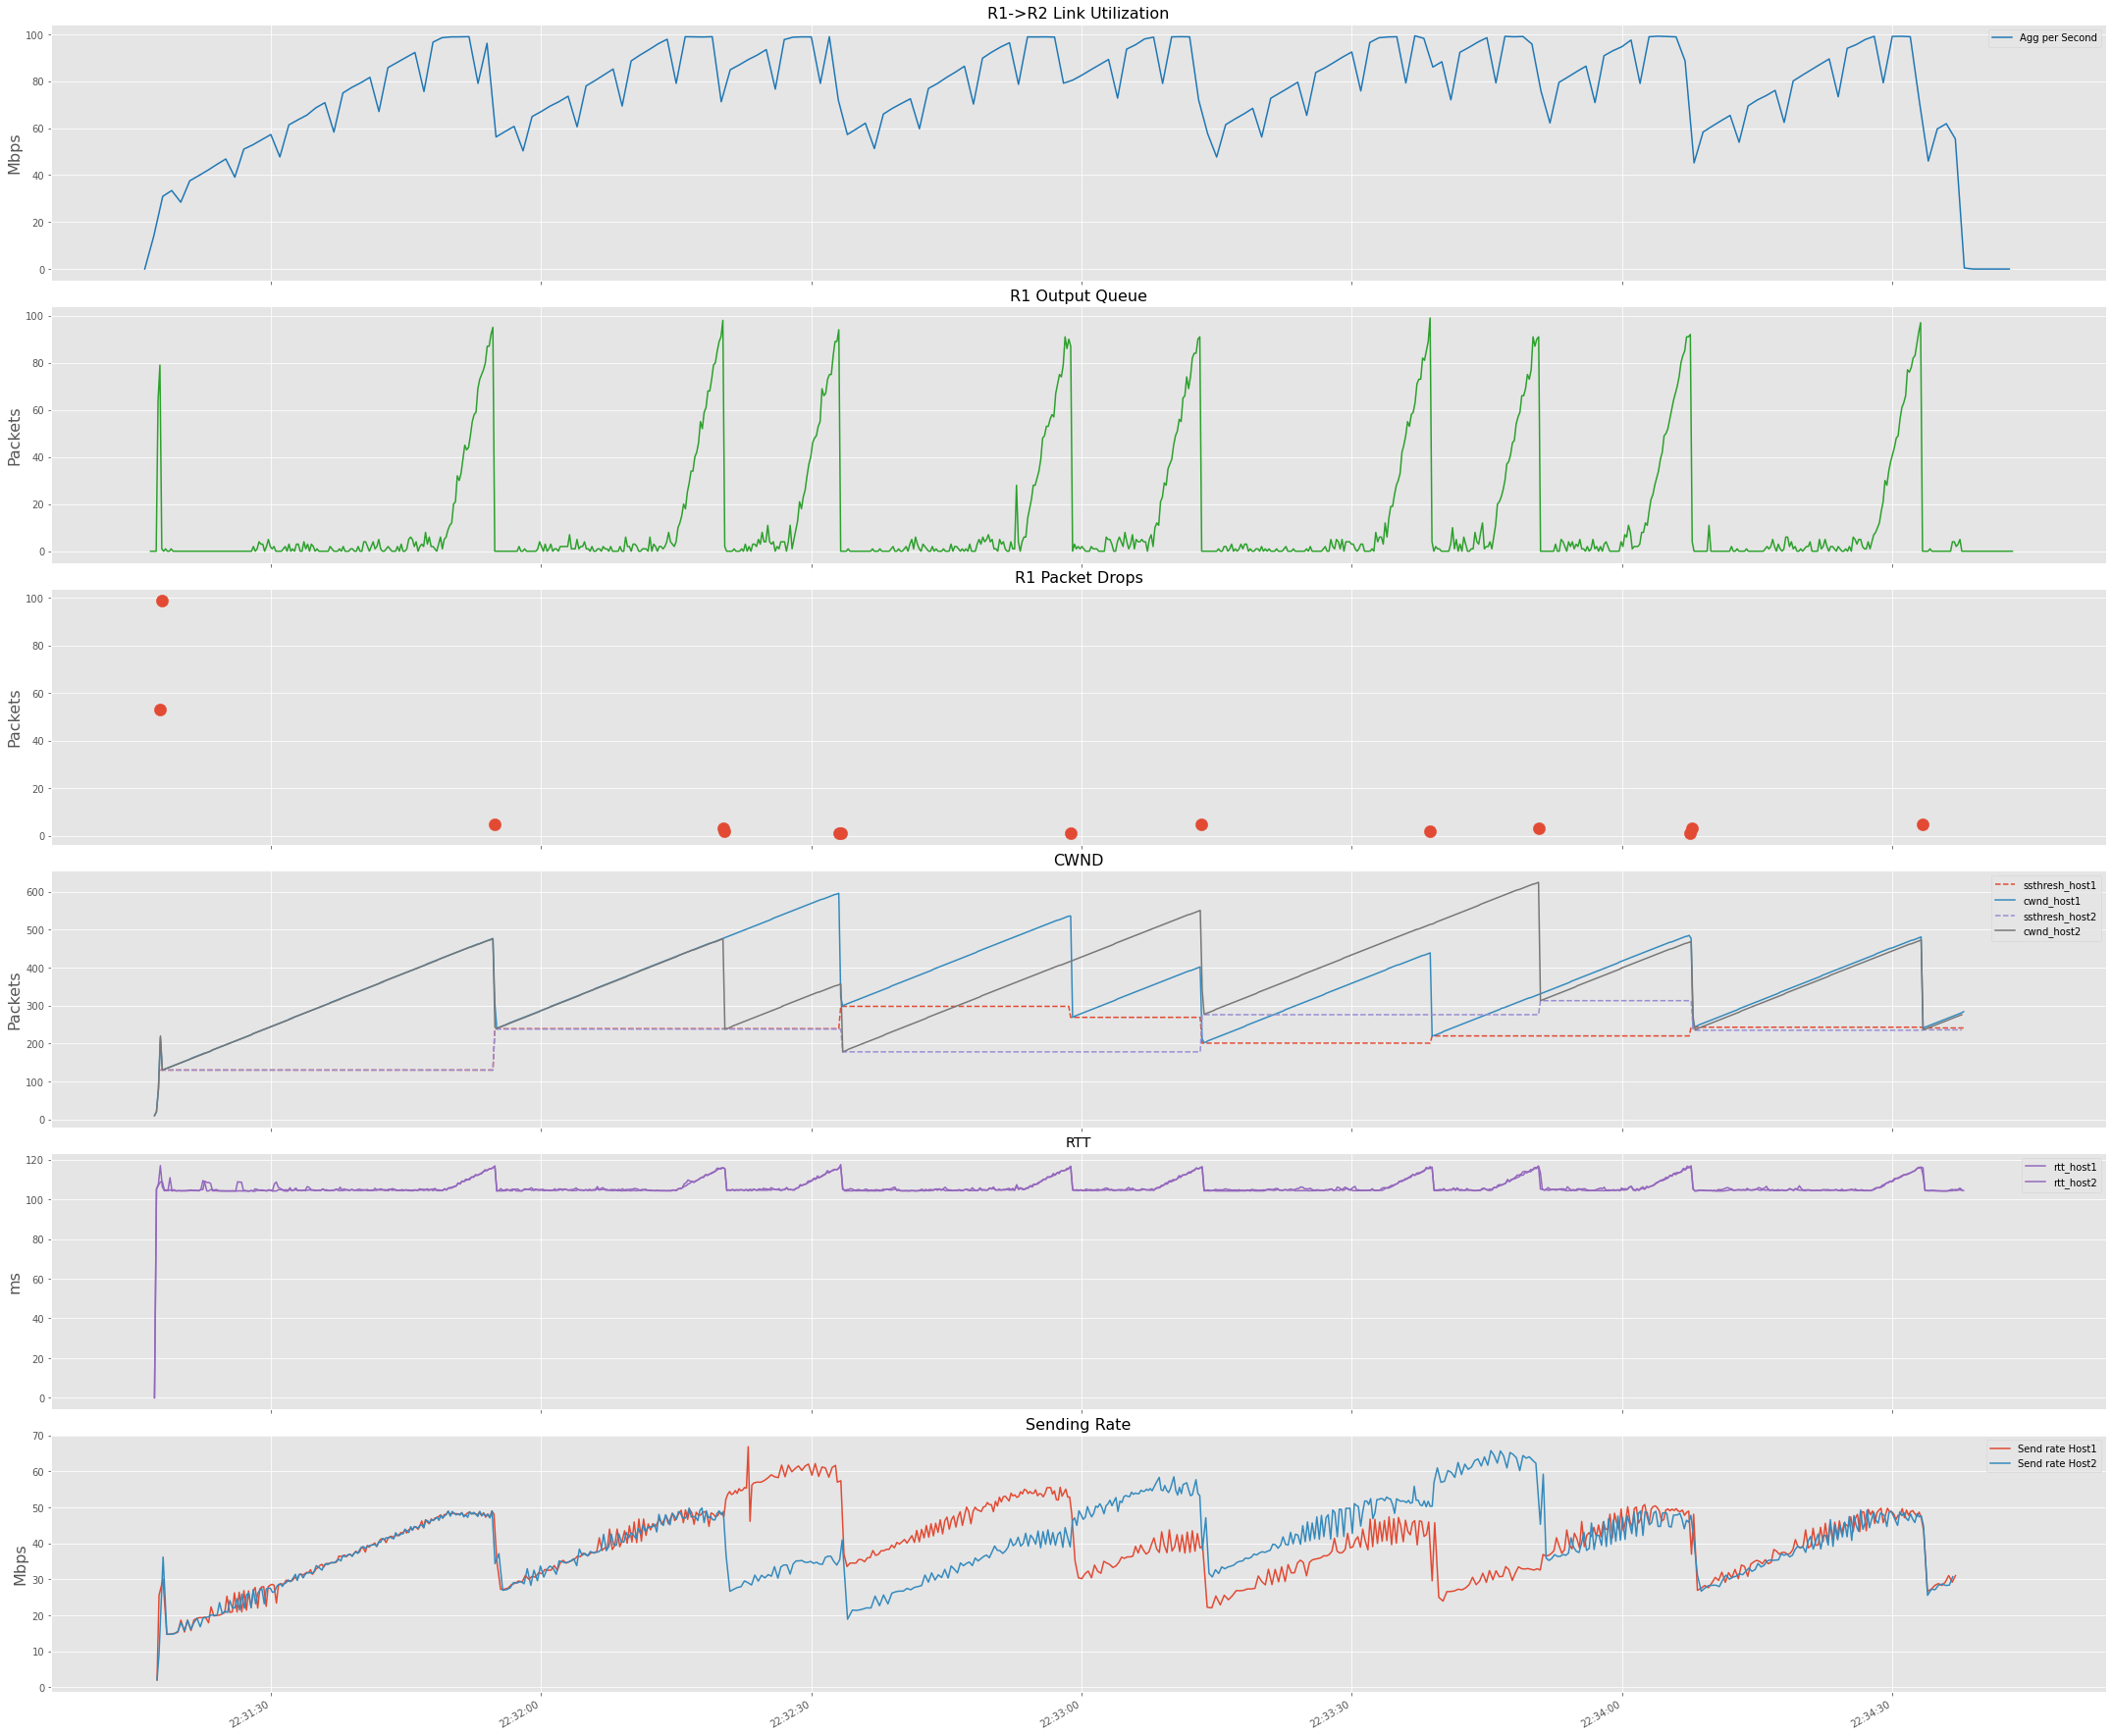 R1->R2 Link Utilization
Agg per Second
Mbps
100
80
60
40
20
0
R1 Output Queue
Packets
100
80
60
40
20
0
R1 Packet Drops
Packets
100
80
60
40
20
0
CWND
ssthresh_host1
cwnd_host1
ssthresh_host2
cwnd_host2
Packets
600
500
400
300
200
100
0
RTT
rtt_host1
rtt_host2
ms
120
100
80
60
40
20
0
Sending Rate
Send rate Host1
Send rate Host2
Mbps
70
60
50
40
30
20
10
0
22:31:30
22:32:00
22:32:30
22:33:00
22:33:30
22:34:00
22:34:30